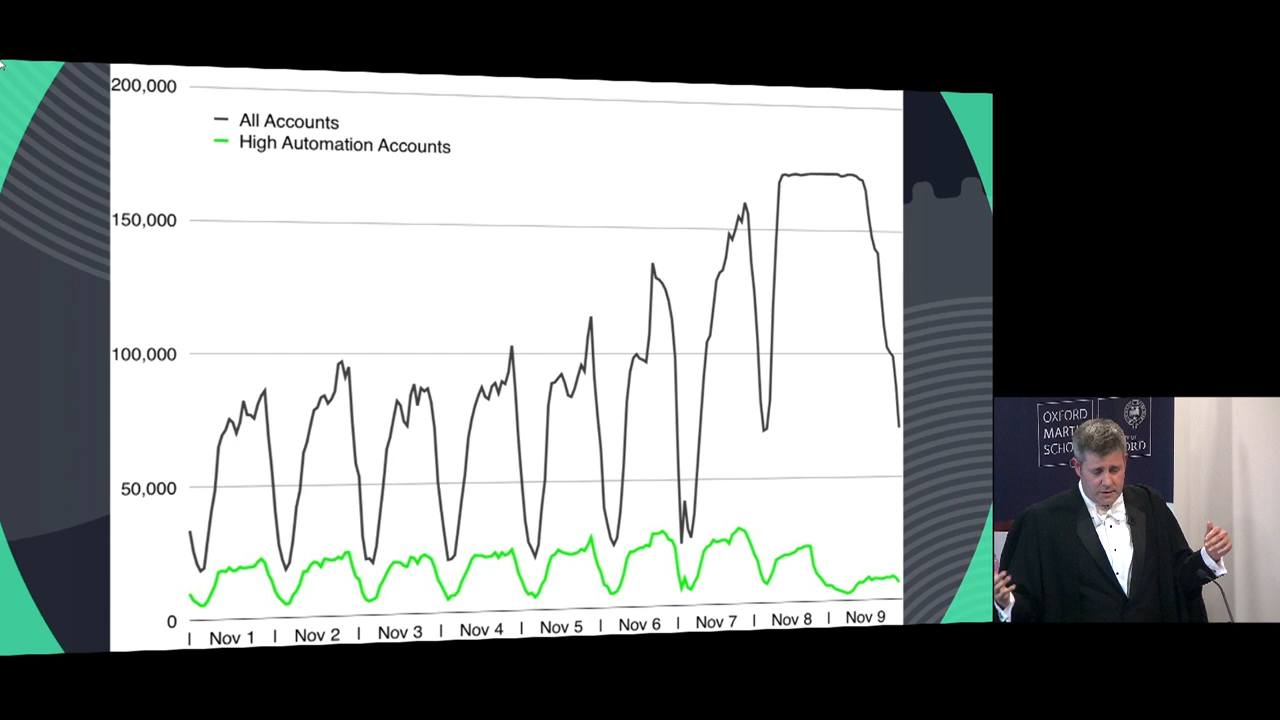 200,000
All Accounts
High Automation Accounts
150,000
100,000
50,000
0
Nov 1 | Nov 2 | Nov 3 | Nov 4 | Nov 5 | Nov 6 | Nov 7 | Nov 8 | Nov 9
OXFORD
MART
SCHO